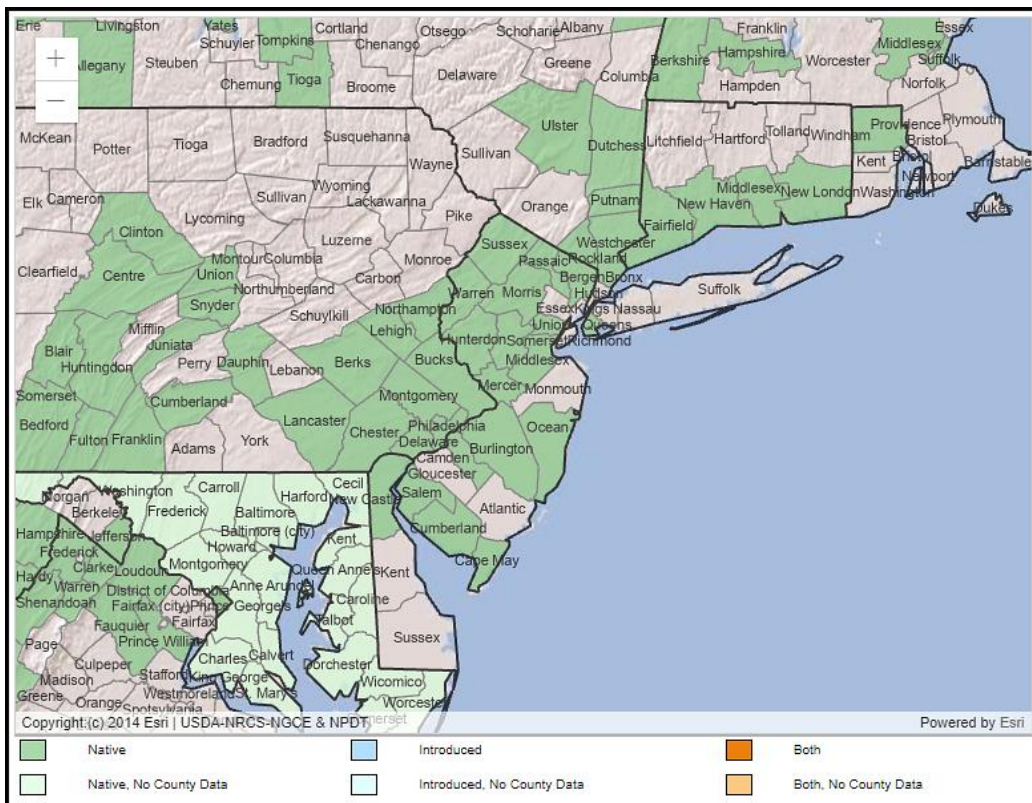 Erie Livingston Yates Cortland Otsego Schoharie Albany Franklin Essex
Schuyler Tompkins Chenango Berkshire Hampshire Middlesex
Allegany Steuben Chemung Tioga Broome Delaware Greene Columbia Worcester Suffolk
Hampden Norfolk
+
−
McKean Potter Tioga Bradford Susquehanna Wayne Sullivan Ulster Dutchess Litchfield Hartford Tolland Windham Providence Plymouth
Bristol
Kent Bristol Barnstable
Elk Cameron Sullivan Wyoming Lackawanna Pike Orange Putnam Middlesex New London Washington Newport
Lycoming New Haven Dukes
Clinton Luzerne Fairfield
Clearfield Centre Union Montour Columbia Carbon Monroe Sussex Passaic Westchester
Rockland
Bergen Bronx
Snyder Northumberland Northampton Warren Morris Hudson Suffolk
Mifflin Schuylkill Essex Kings Nassau
Blair Juniata Lehigh Hunterdon Union Queens
Huntingdon Perry Dauphin Lebanon Berks Bucks Somerset Richmond
Middlesex
Somerset Cumberland Montgomery Mercer Monmouth
Bedford Fulton Franklin Adams York Lancaster Chester Philadelphia Ocean
Delaware Burlington
Camden
Gloucester
Morgan Washington Carroll Harford Cecil New Castle Salem Atlantic
Berkeley Frederick Baltimore
Hampshire Jefferson Baltimore (city) Kent Cumberland
Frederick Howard
Clarke Loudoun Montgomery Queen Anne's Kent Cape May
Hardy Warren District of Columbia Anne Arundel
Shenandoah Fairfax (city) Prince George's Caroline
Fauquier Fairfax Talbot
Page Prince William Sussex
Culpeper Charles Calvert Dorchester
Madison Stafford King George Wicomico
Greene Orange Westmoreland St. Mary's Worcester
Spotsylvania Somerset
Copyright:(c) 2014 Esri | USDA-NRCS-NGCE & NPDT
Powered by Esri
Native Introduced Both
Native, No County Data Introduced, No County Data Both, No County Data